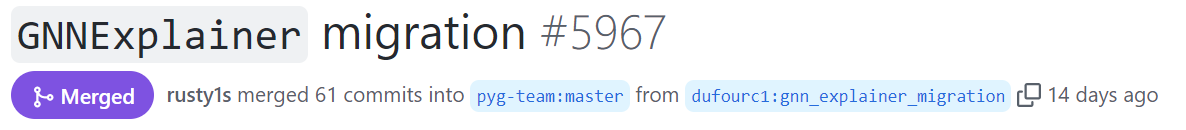 GNNExplainer migration #5967
Merged rusty1s merged 61 commits into pyg-team:master from dufourc1:gnn_explainer_migration 14 days ago